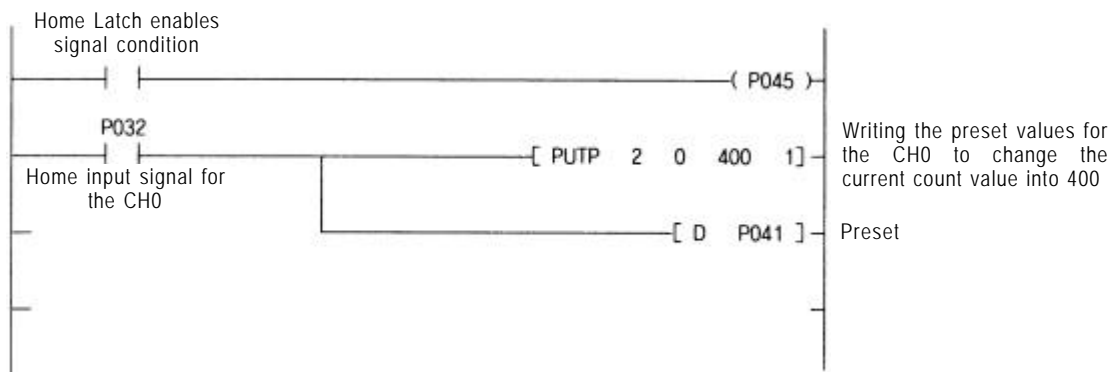 Home Latch enables
signal condition
( P045 )
P032
[ PUTP 2 0 400 1]
Writing the preset values for
the CH0 to change the
current count value into 400
Home input signal for
the CH0
[ D P041 ]
Preset